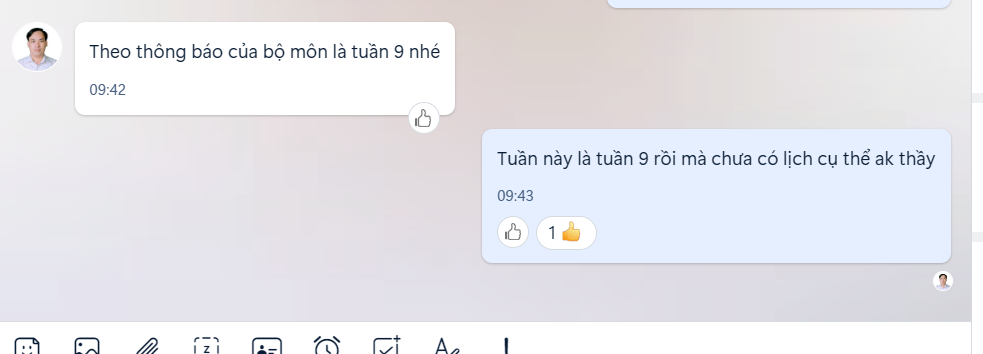 Theo thông báo của bộ môn là tuần 9 nhé
09:42
Tuần này là tuần 9 rồi mà chưa có lịch cụ thể ak thầy
09:43
1